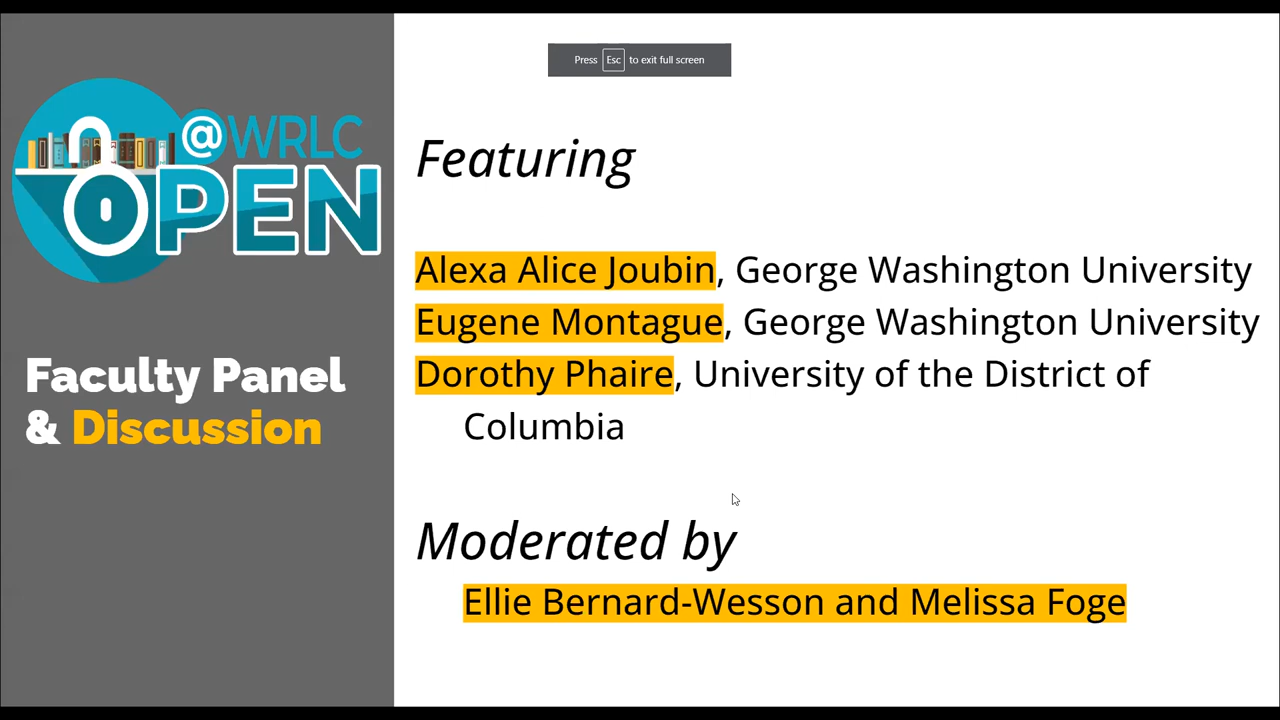 @WRLC
OPEN
Faculty Panel
& Discussion
Press Esc to exit full screen
Featuring
Alexa Alice Joubin, George Washington University
Eugene Montague, George Washington University
Dorothy Phaire, University of the District of
Columbia
Moderated by
Ellie Bernard-Wesson and Melissa Foge